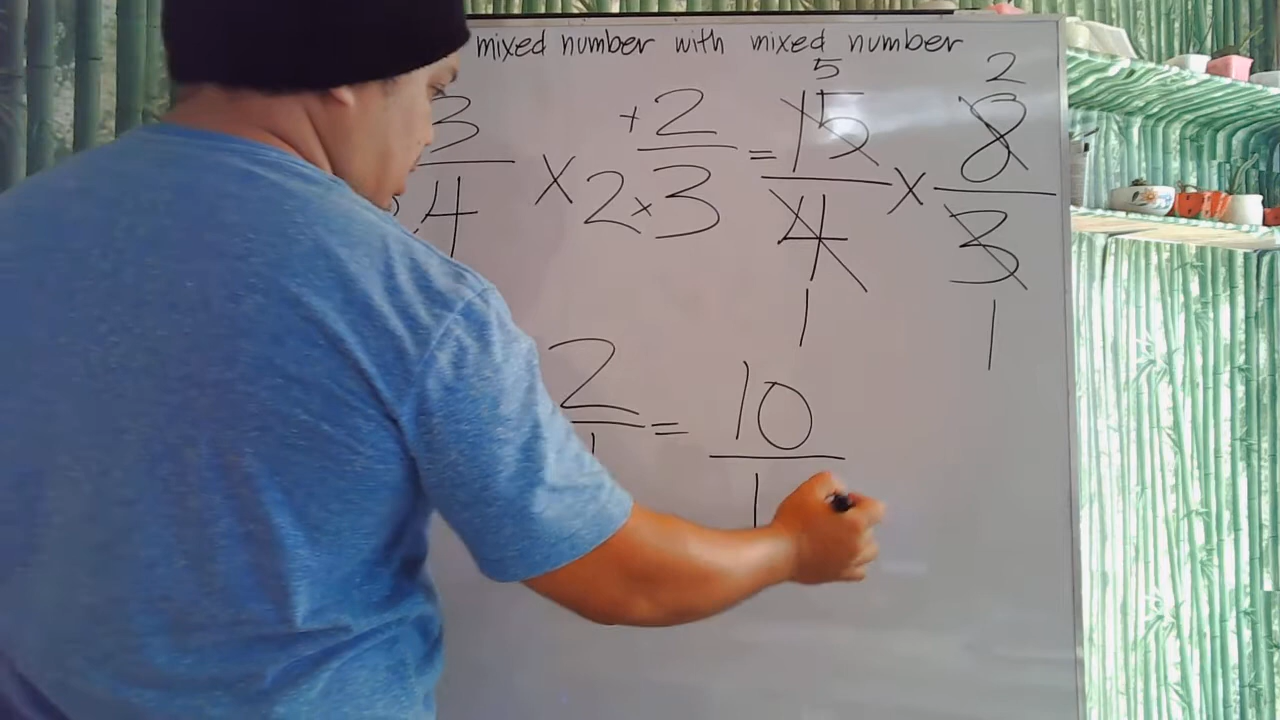 mixed number with mixed number
5 2
3 +2 15 8
4 × 2×3 = 4 × 3
1 1
2 10
1 = 1